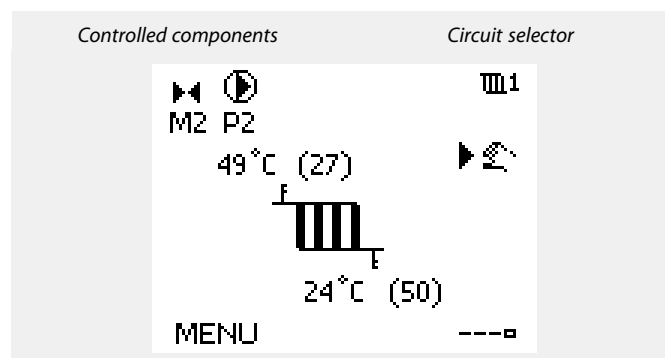 Controlled components Circuit selector
1
M2 P2
49°C (27)
24°C (50)
MENU